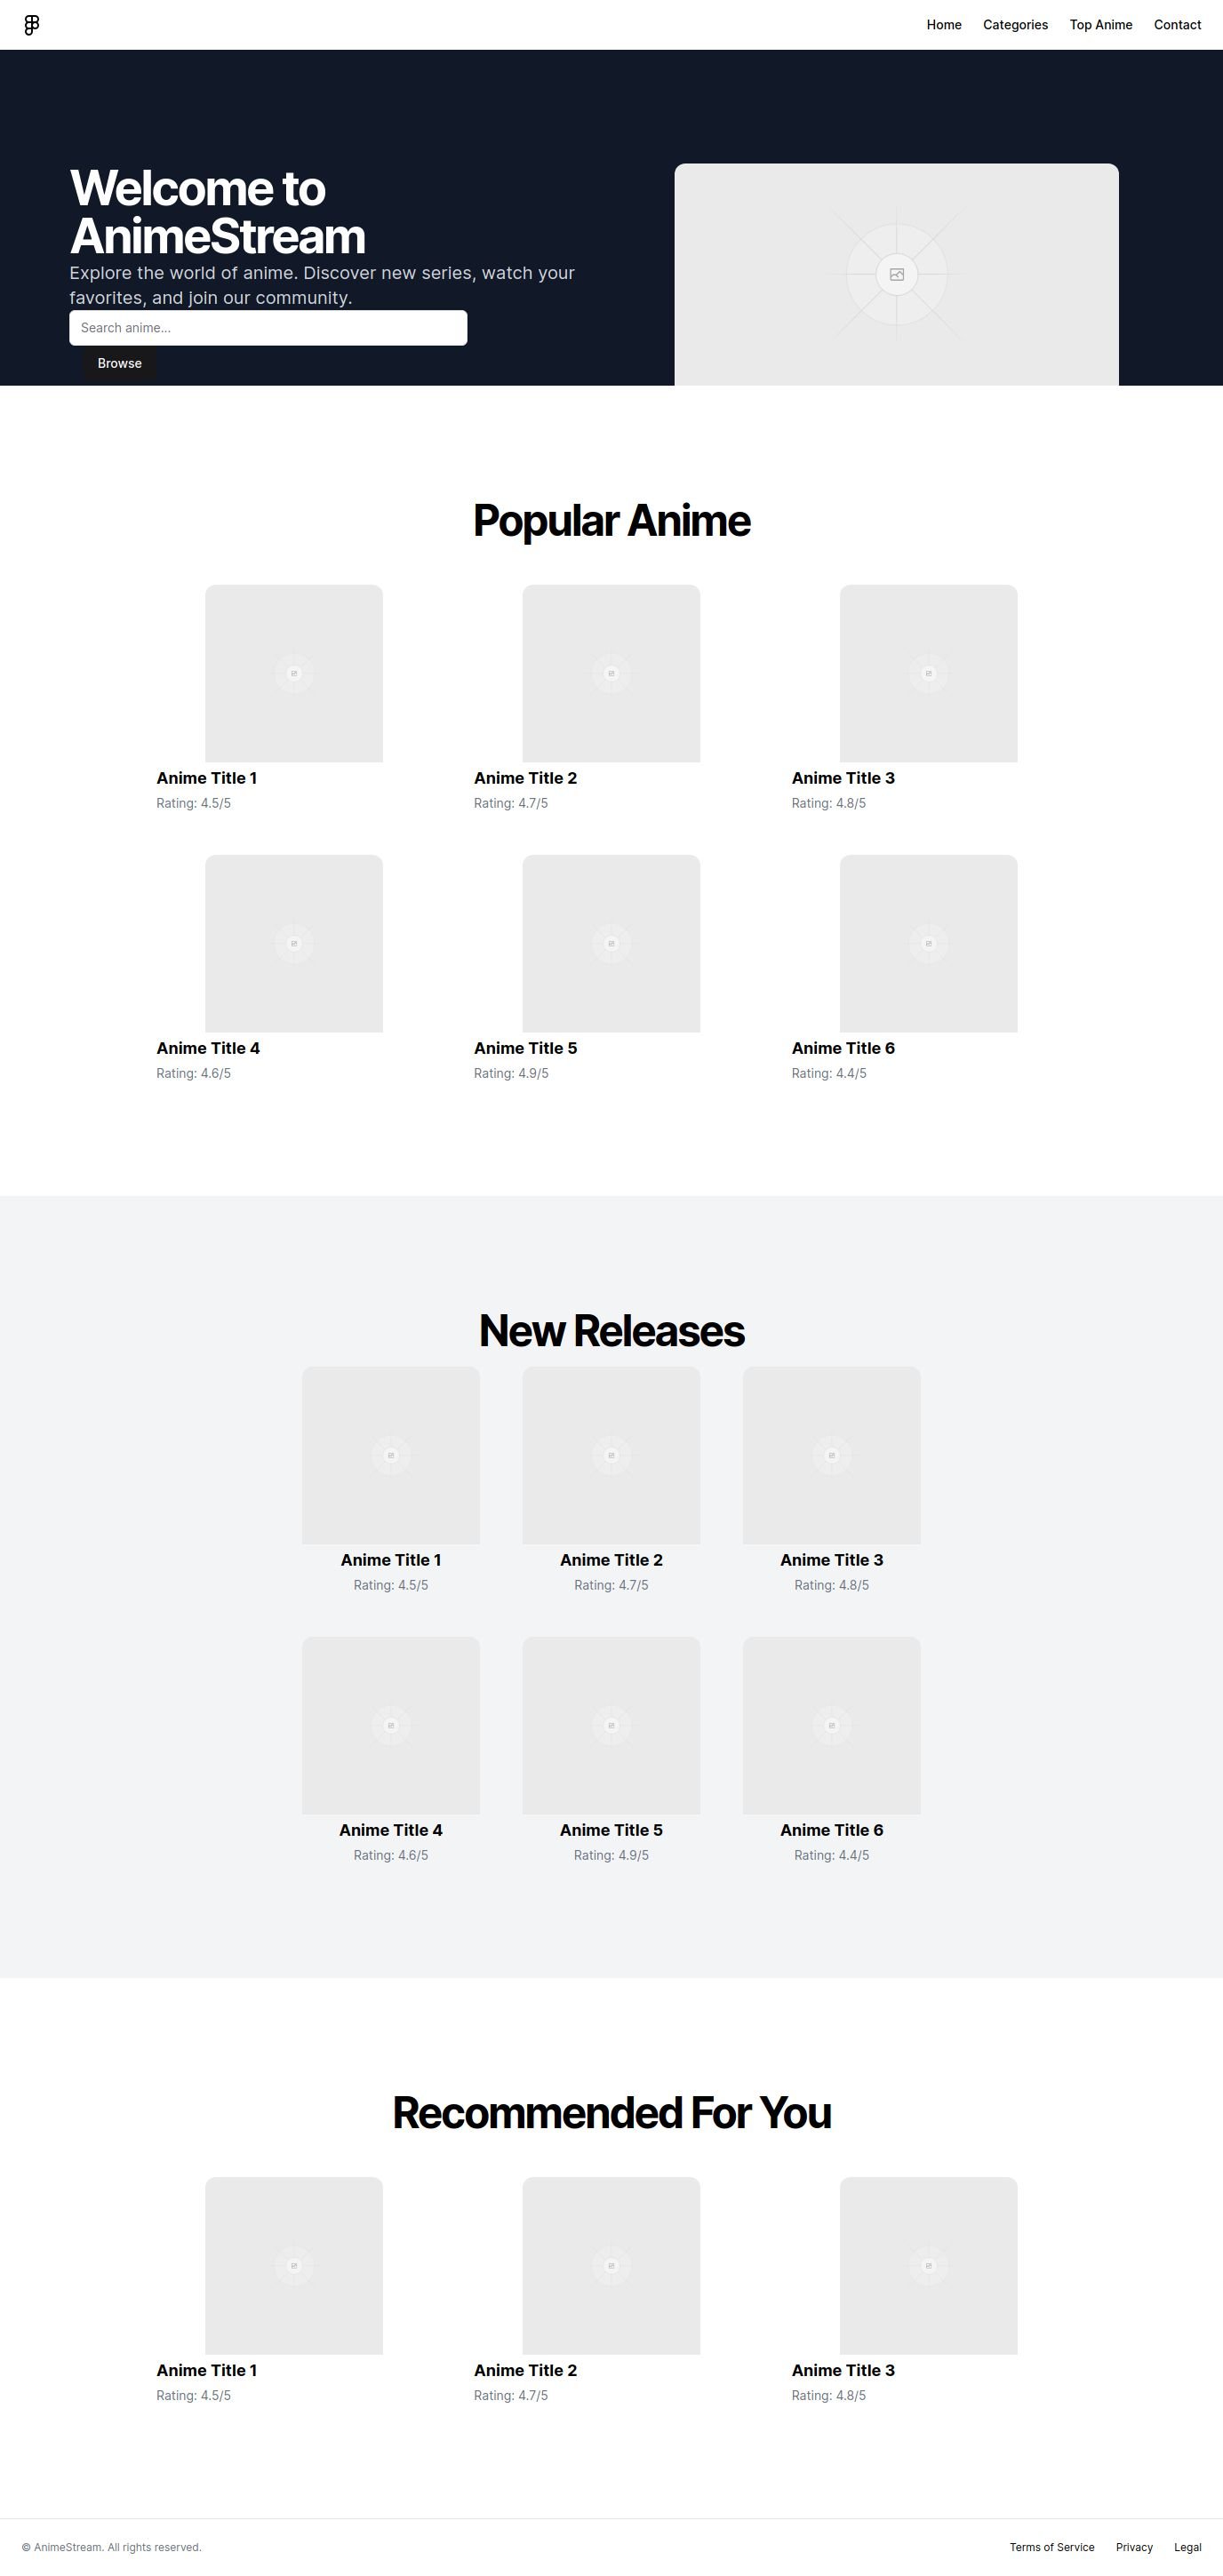 Home Categories Top Anime Contact
Welcome to
AnimeStream
Explore the world of anime. Discover new series, watch your
favorites, and join our community.
Search anime...
Browse
Popular Anime
Anime Title 1 Anime Title 2 Anime Title 3
Rating: 4.5/5 Rating: 4.7/5 Rating: 4.8/5
Anime Title 4 Anime Title 5 Anime Title 6
Rating: 4.6/5 Rating: 4.9/5 Rating: 4.4/5
New Releases
Anime Title 1 Anime Title 2 Anime Title 3
Rating: 4.5/5 Rating: 4.7/5 Rating: 4.8/5
Anime Title 4 Anime Title 5 Anime Title 6
Rating: 4.6/5 Rating: 4.9/5 Rating: 4.4/5
Recommended For You
Anime Title 1 Anime Title 2 Anime Title 3
Rating: 4.5/5 Rating: 4.7/5 Rating: 4.8/5
© AnimeStream. All rights reserved. Terms of Service Privacy Legal